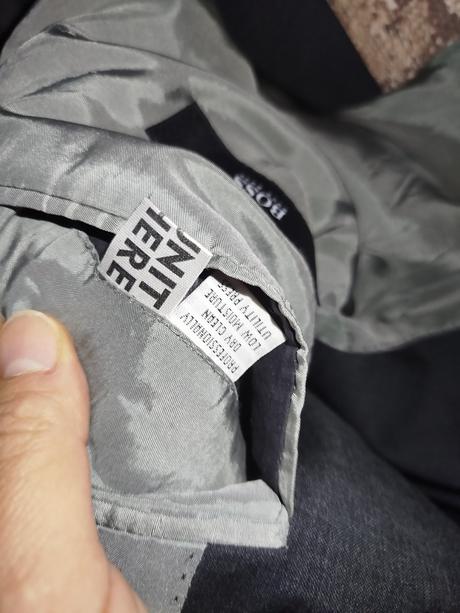 BOSS
UNIT
HERE
PROFESSIONALLY
DRY CLEAN
LOW MOISTURE
UTILITY PRESS